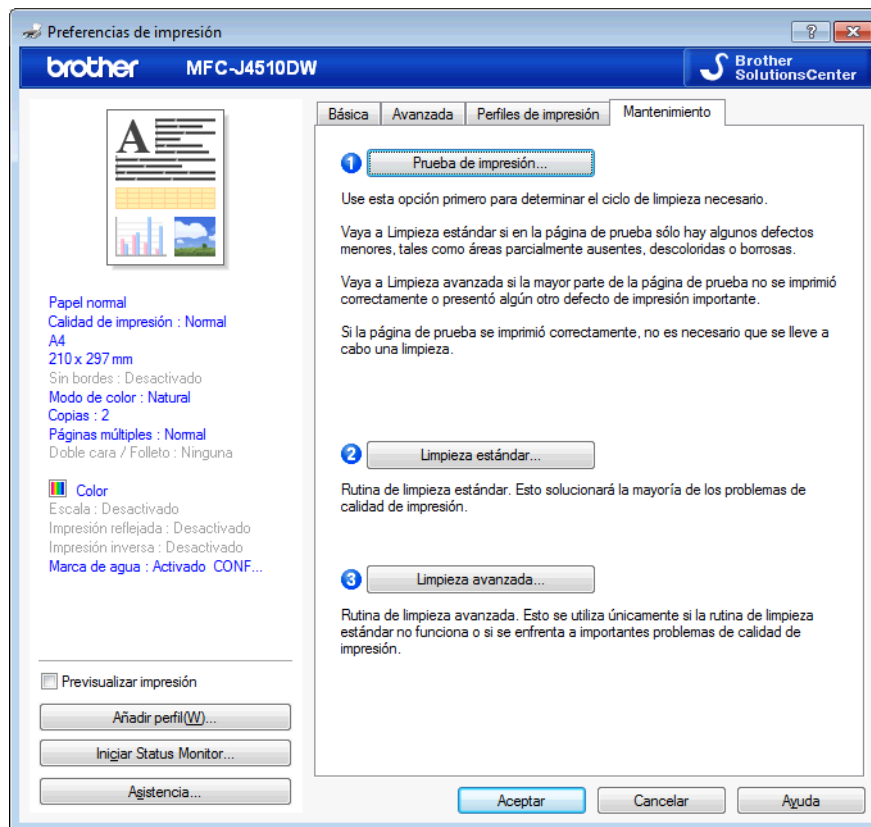 Preferencias de impresión
brother MFC-J4510DW
Brother
SolutionsCenter
A
Papel normal
Calidad de impresión : Normal
A4
210 x 297 mm
Sin bordes : Desactivado
Modo de color : Natural
Copias : 2
Páginas múltiples : Normal
Doble cara / Folleto : Ninguna
Color
Escala : Desactivado
Impresión reflejada : Desactivado
Impresión inversa : Desactivado
Marca de agua : Activado CONF...
Previsualizar impresión
Añadir perfil(W)...
Iniciar Status Monitor...
Asistencia...
Básica Avanzada Perfiles de impresión Mantenimiento
1 Prueba de impresión...
Use esta opción primero para determinar el ciclo de limpieza necesario.
Vaya a Limpieza estándar si en la página de prueba sólo hay algunos defectos
menores, tales como áreas parcialmente ausentes, descoloridas o borrosas.
Vaya a Limpieza avanzada si la mayor parte de la página de prueba no se imprimió
correctamente o presentó algún otro defecto de impresión importante.
Si la página de prueba se imprimió correctamente, no es necesario que se lleve a
cabo una limpieza.
2 Limpieza estándar...
Rutina de limpieza estándar. Esto solucionará la mayoría de los problemas de
calidad de impresión.
3 Limpieza avanzada...
Rutina de limpieza avanzada. Esto se utiliza únicamente si la rutina de limpieza
estándar no funciona o si se enfrenta a importantes problemas de calidad de
impresión.
Aceptar Cancelar Ayuda